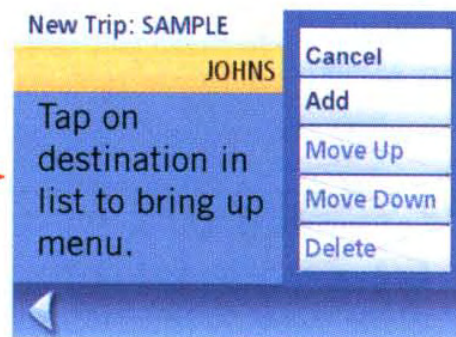 New Trip: SAMPLE
JOHNS
Tap on
destination in
list to bring up
menu.
Cancel
Add
Move Up
Move Down
Delete